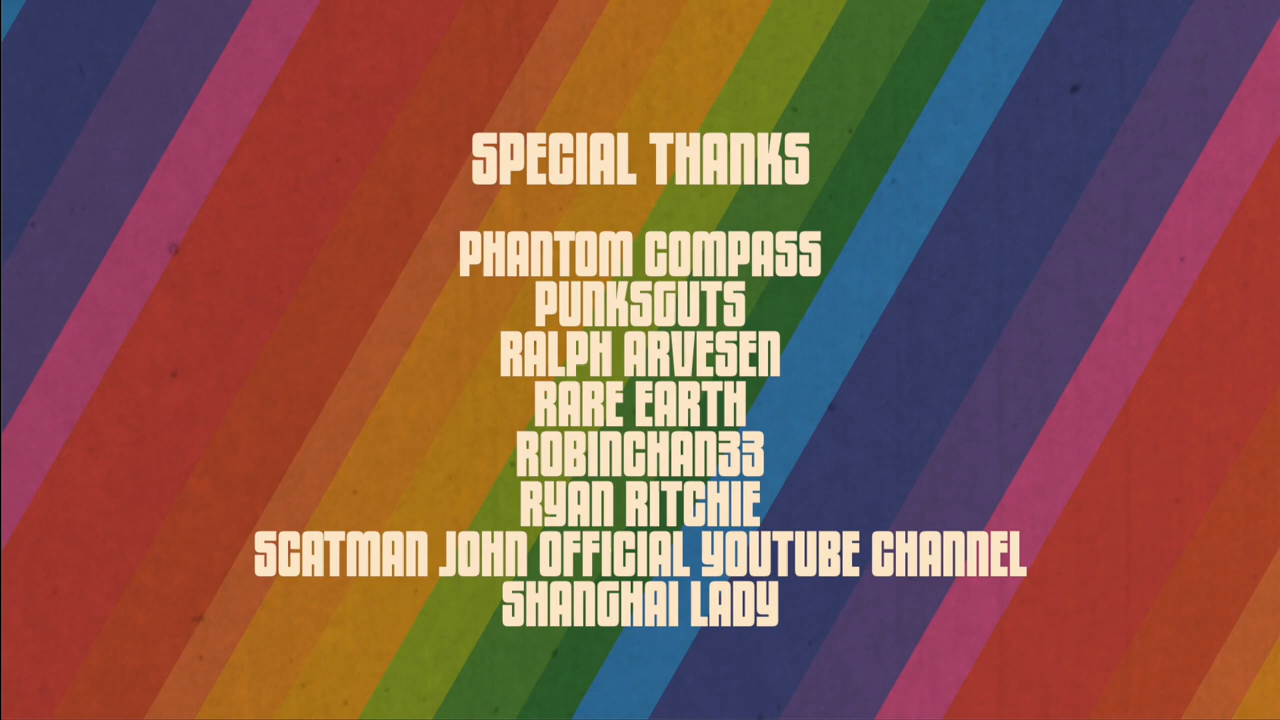 SPECIAL THANKS
PHANTOM COMPASS
PUNKSGUTS
RALPH ARVESEN
RARE EARTH
ROBINCHAN33
RYAN RITCHIE
SCATMAN JOHN OFFICIAL YOUTUBE CHANNEL
SHANGHAI LADY